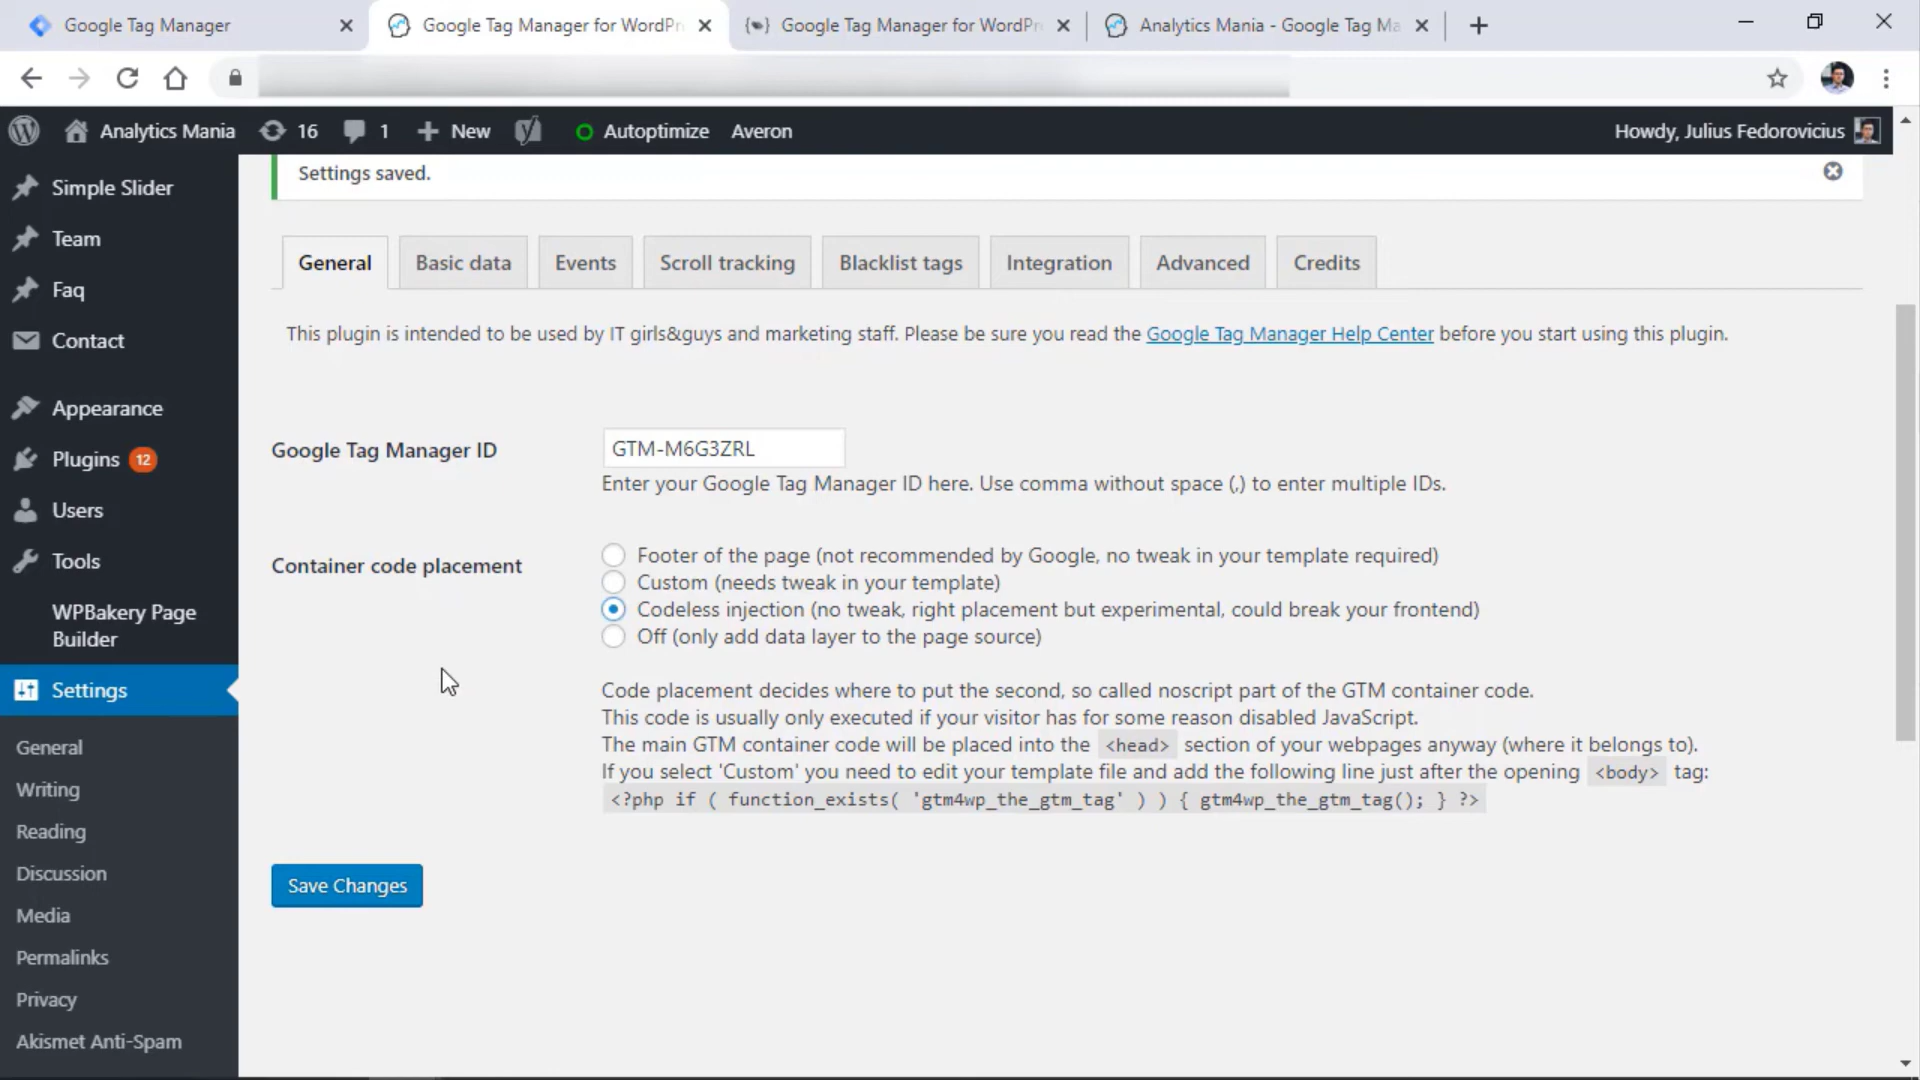 Google Tag Manager
Google Tag Manager for WordPr
Google Tag Manager for WordPr
Analytics Mania - Google Tag Ma
Analytics Mania
16
1
New
Autoptimize
Averon
Howdy, Julius Fedorovicius
Simple Slider
Team
Faq
Contact
Appearance
Plugins 12
Users
Tools
WPBakery Page
Builder
Settings
General
Writing
Reading
Discussion
Media
Permalinks
Privacy
Akismet Anti-Spam
Settings saved.
General
Basic data
Events
Scroll tracking
Blacklist tags
Integration
Advanced
Credits
This plugin is intended to be used by IT girls&guys and marketing staff. Please be sure you read the Google Tag Manager Help Center before you start using this plugin.
Google Tag Manager ID
GTM-M6G3ZRL
Enter your Google Tag Manager ID here. Use comma without space (,) to enter multiple IDs.
Container code placement
Footer of the page (not recommended by Google, no tweak in your template required)
Custom (needs tweak in your template)
Codeless injection (no tweak, right placement but experimental, could break your frontend)
Off (only add data layer to the page source)
Code placement decides where to put the second, so called noscript part of the GTM container code.
This code is usually only executed if your visitor has for some reason disabled JavaScript.
The main GTM container code will be placed into the <head> section of your webpages anyway (where it belongs to).
If you select 'Custom' you need to edit your template file and add the following line just after the opening <body> tag:
<?php if ( function_exists( 'gtm4wp_the_gtm_tag' ) ) { gtm4wp_the_gtm_tag(); } ?>
Save Changes